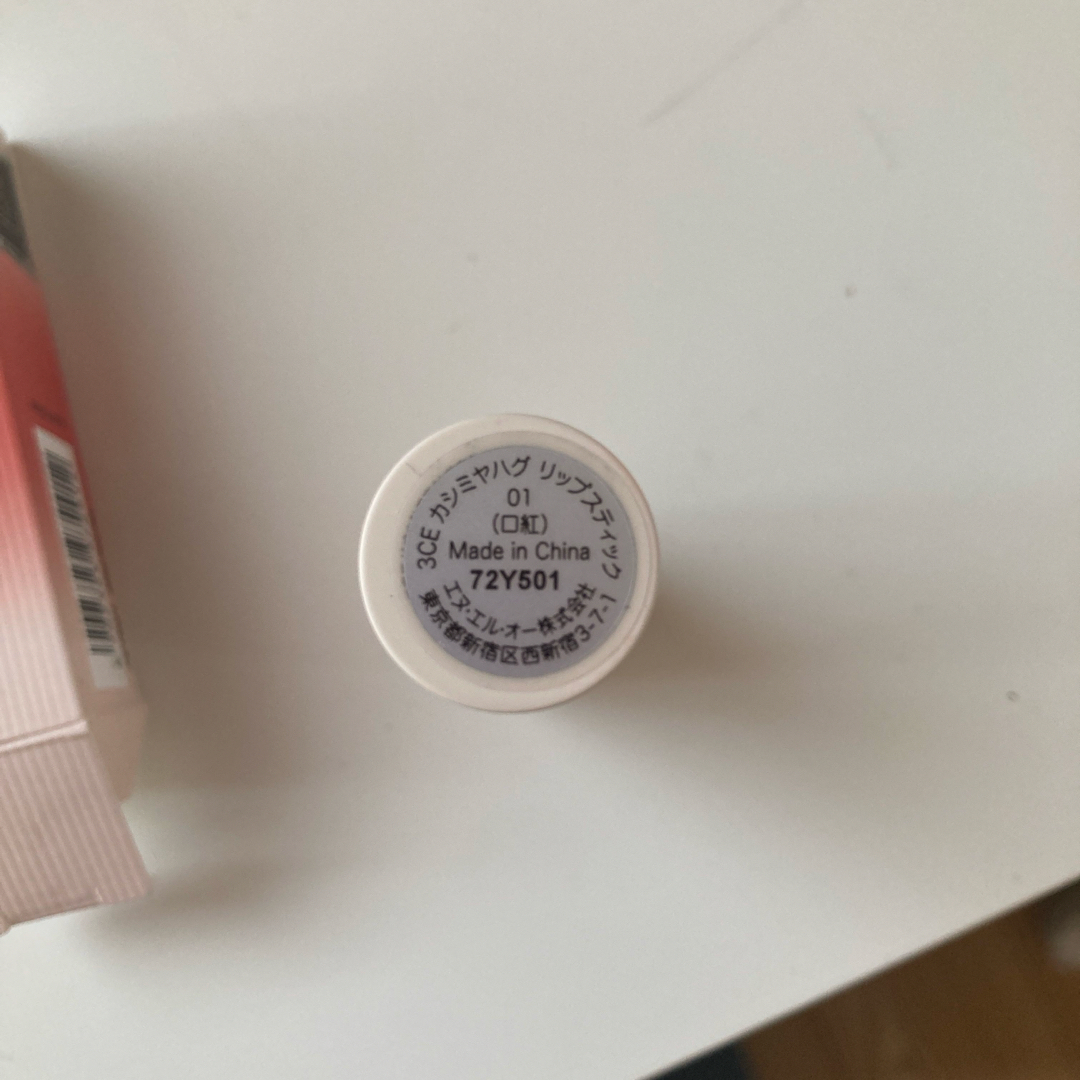 3CE カシミヤハグ リップスティック
01
(口紅)
Made in China
72Y501
エヌ・エル・オー株式会社
東京都新宿区西新宿3-7-1